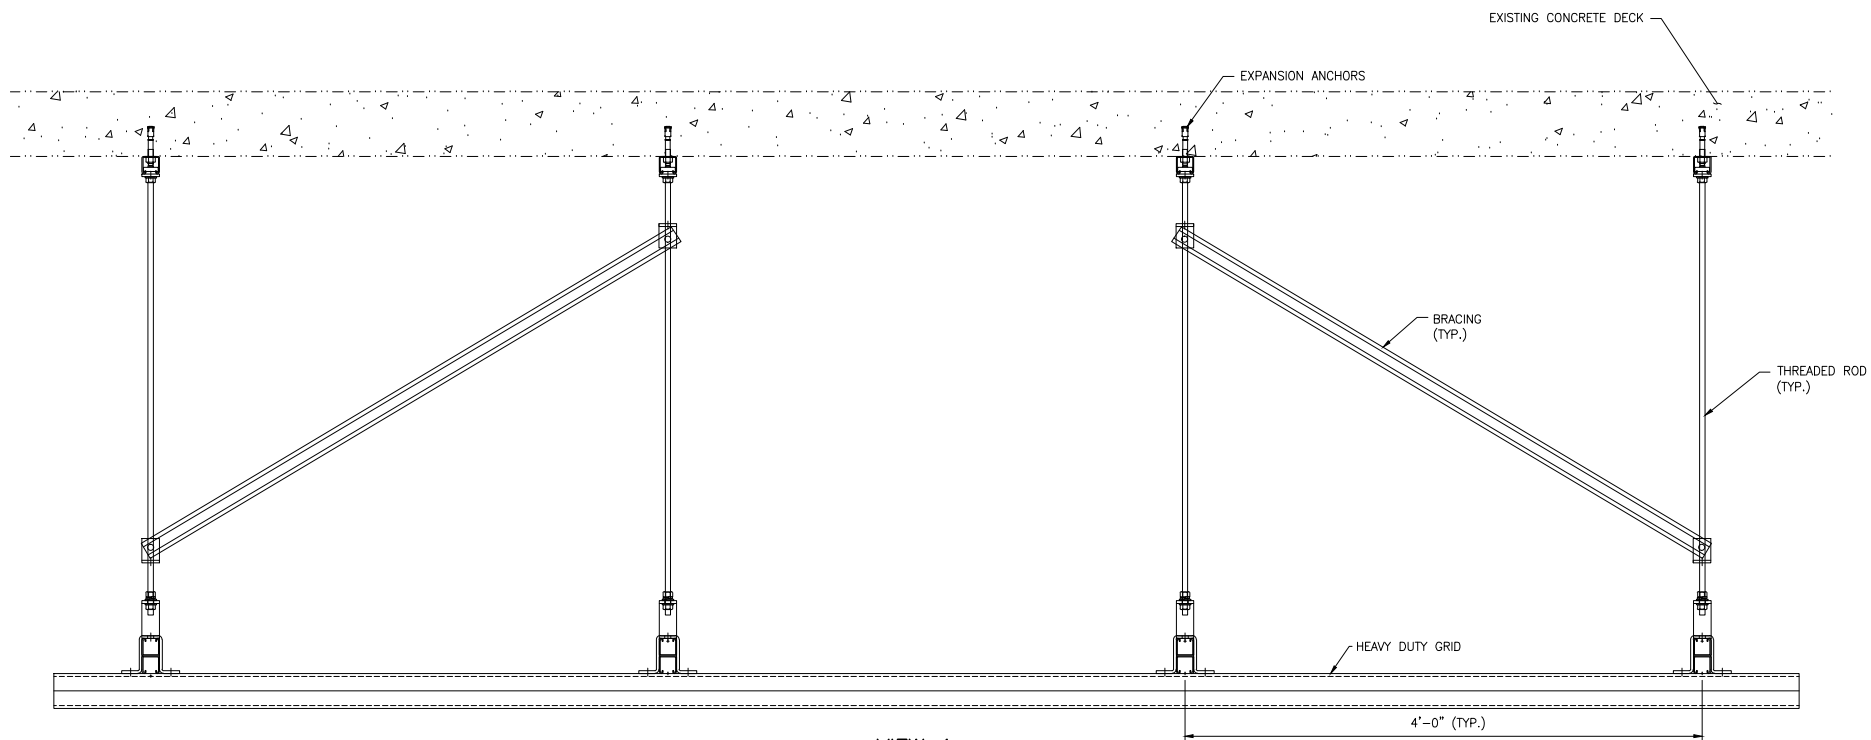 EXISTING CONCRETE DECK
EXPANSION ANCHORS
BRACING
(TYP.)
THREADED ROD
(TYP.)
HEAVY DUTY GRID
4'-0" (TYP.)